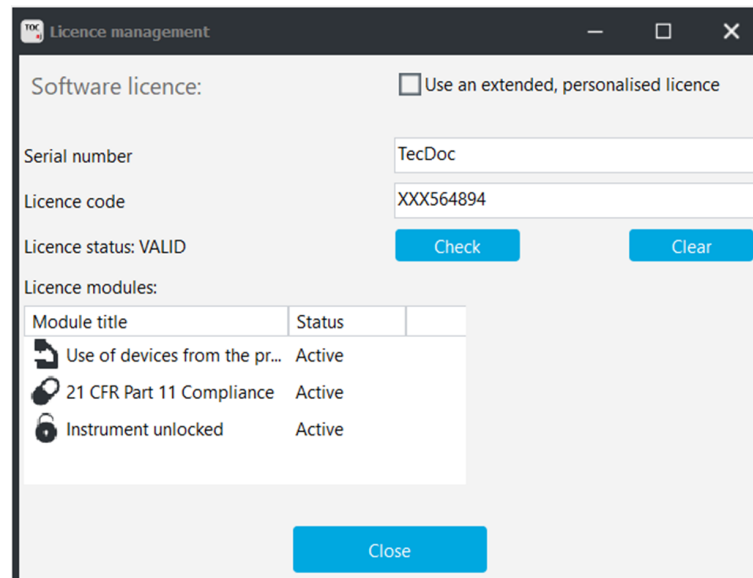 TOC
Licence management
Software licence:
Use an extended, personalised licence
Serial number
TecDoc
Licence code
XXX564894
Licence status: VALID
Check
Clear
Licence modules:
Module title Status
Use of devices from the pr... Active
21 CFR Part 11 Compliance Active
Instrument unlocked Active
Close